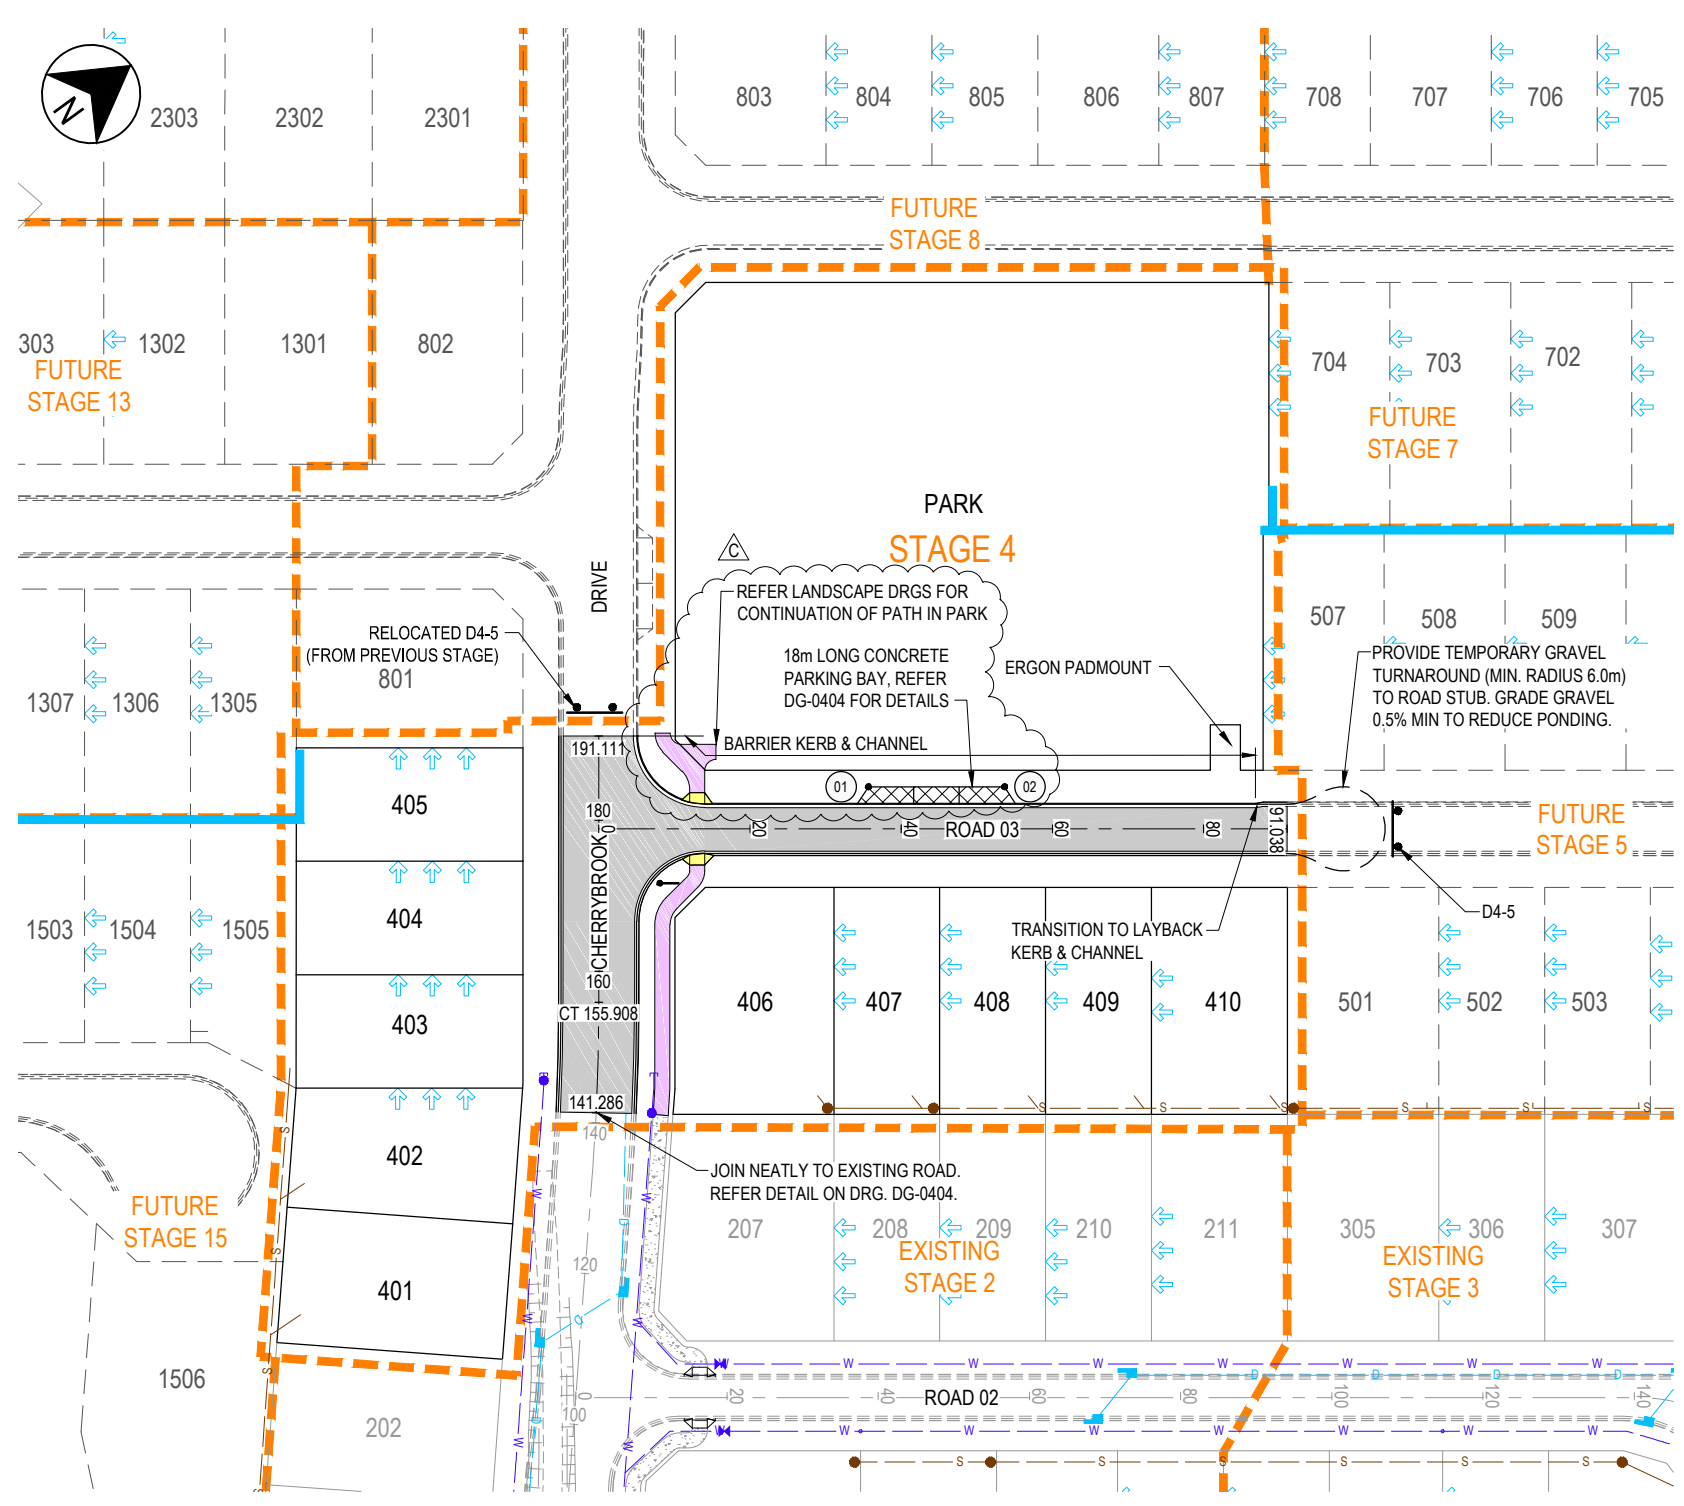 N
2303
2302
2301
803
804
805
806
807
708
707
706
705
FUTURE
STAGE 8
303
1302
1301
802
FUTURE
STAGE 13
704
703
702
FUTURE
STAGE 7
PARK
STAGE 4
C
DRIVE
REFER LANDSCAPE DRGS FOR
CONTINUATION OF PATH IN PARK
RELOCATED D4-5
(FROM PREVIOUS STAGE)
801
18m LONG CONCRETE
PARKING BAY, REFER
DG-0404 FOR DETAILS
ERGON PADMOUNT
507
508
509
PROVIDE TEMPORARY GRAVEL
TURNAROUND (MIN. RADIUS 6.0m)
TO ROAD STUB. GRADE GRAVEL
0.5% MIN TO REDUCE PONDING.
1307
1306
1305
191.111
BARRIER KERB & CHANNEL
01
02
405
180
0
20
40
ROAD 03
60
80
91.038
FUTURE
STAGE 5
CHERRYBROOK
1503
1504
1505
404
D4-5
TRANSITION TO LAYBACK
KERB & CHANNEL
160
CT 155.908
403
406
407
408
409
410
501
502
503
E
E
141.286
S
S
S
S
S
S
140
S
402
JOIN NEATLY TO EXISTING ROAD.
REFER DETAIL ON DRG. DG-0404.
W
W
D
FUTURE
STAGE 15
207
208
209
210
211
305
306
307
EXISTING
STAGE 2
EXISTING
STAGE 3
S
120
401
W
W
D
1506
S
W
W
W
W
W
W
W
W
D
D
D
0
20
40
ROAD 02
60
80
100
120
140
100
202
D
W
W
W
W
W
W
W
W
W
W
S
S
S
S
S
S
S